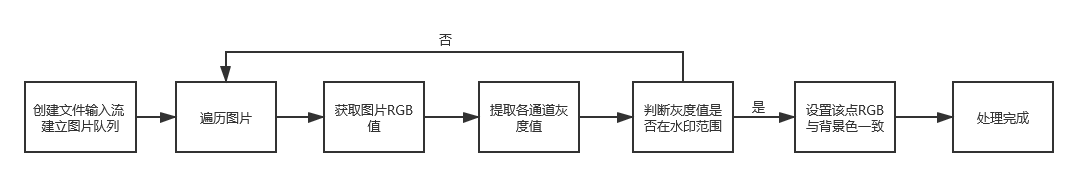 否
创建文件输入流
建立图片队列
遍历图片
获取图片RGB
值
提取各通道灰
度值
判断灰度值是
否在水印范围
是
设置该点RGB
与背景色一致
处理完成